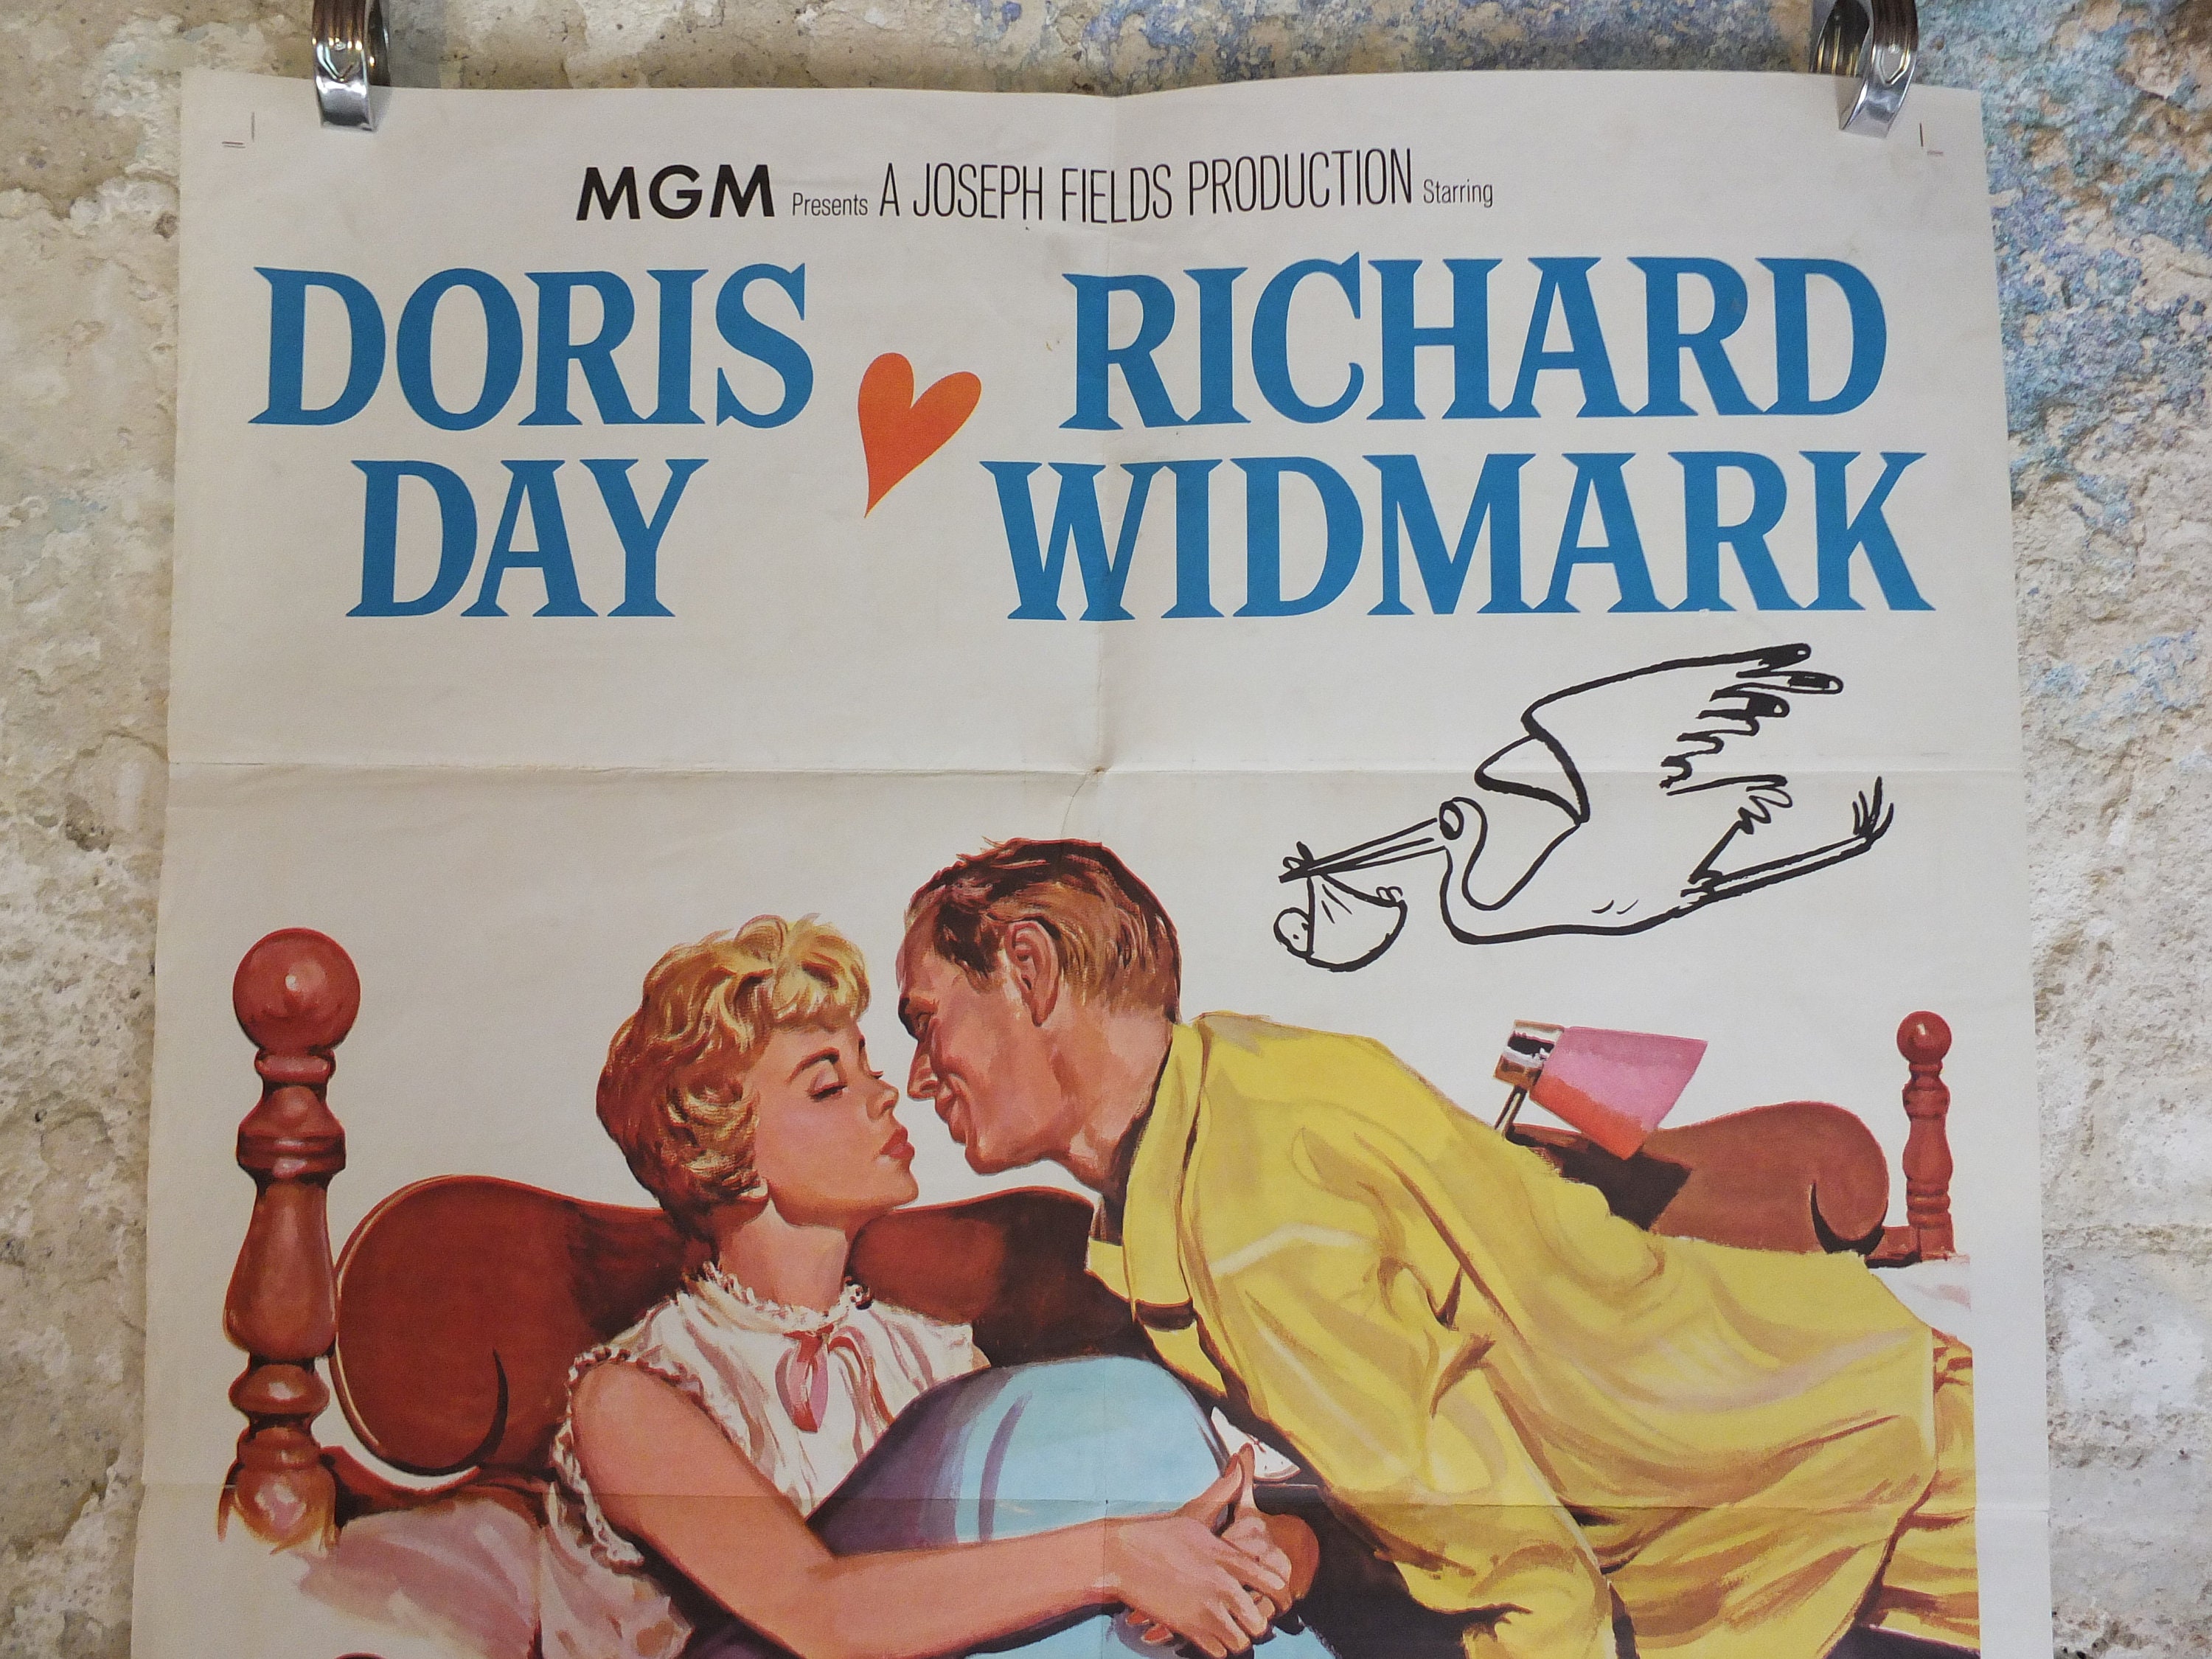 MGM Presents A JOSEPH FIELDS PRODUCTION Starring
DORIS RICHARD
DAY WIDMARK